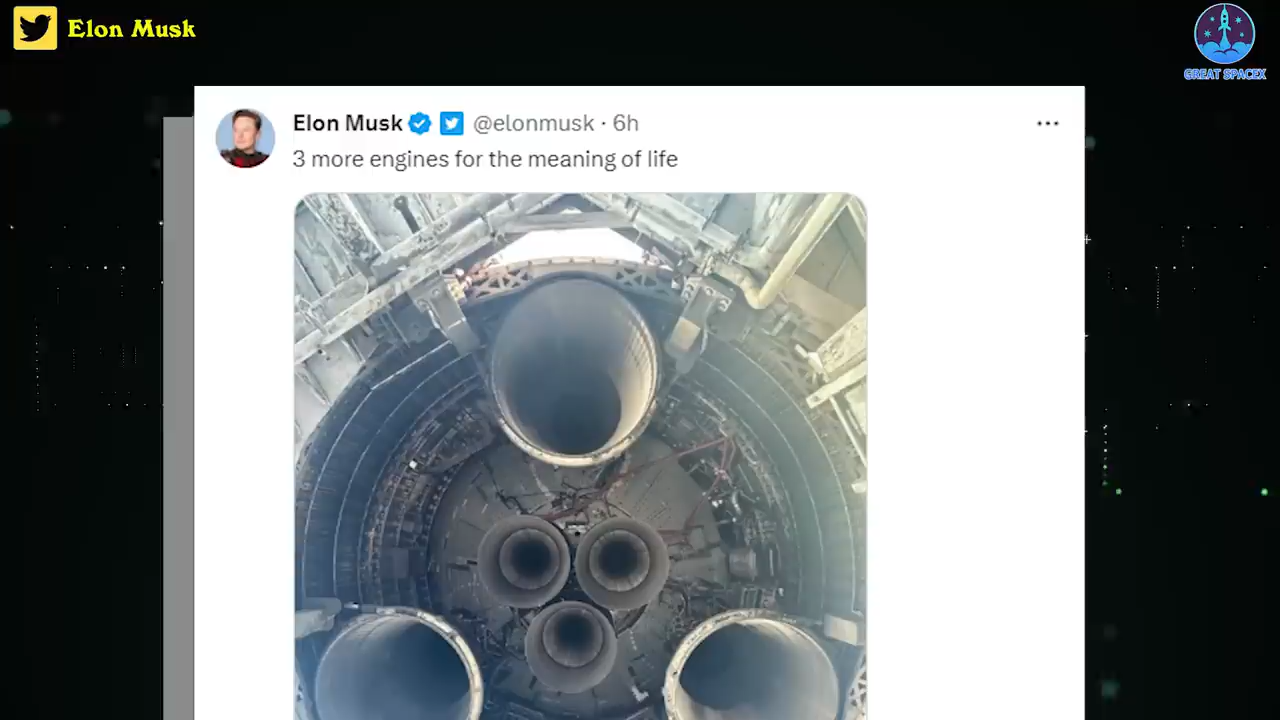 Elon Musk
GREAT SPACEX
Elon Musk @elonmusk · 6h
3 more engines for the meaning of life